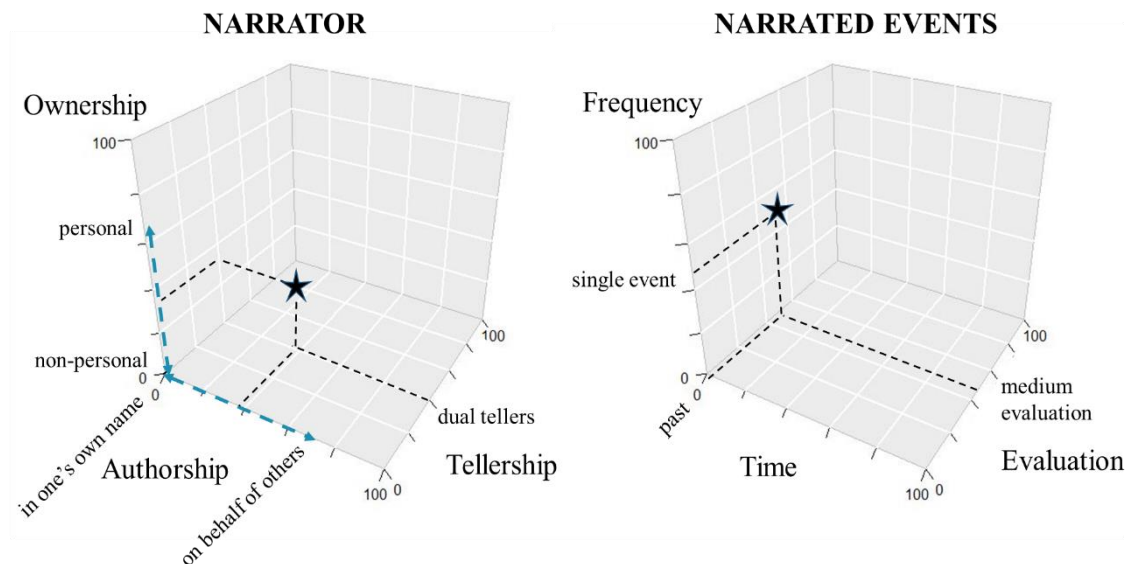 NARRATOR
Ownership
100
personal
non-personal
0
0
in one's own name
Authorship
on behalf of others
100
0
Tellership
dual tellers
100
NARRATED EVENTS
Frequency
100
single event
0
0
past
Time
100
0
Evaluation
medium
evaluation
100